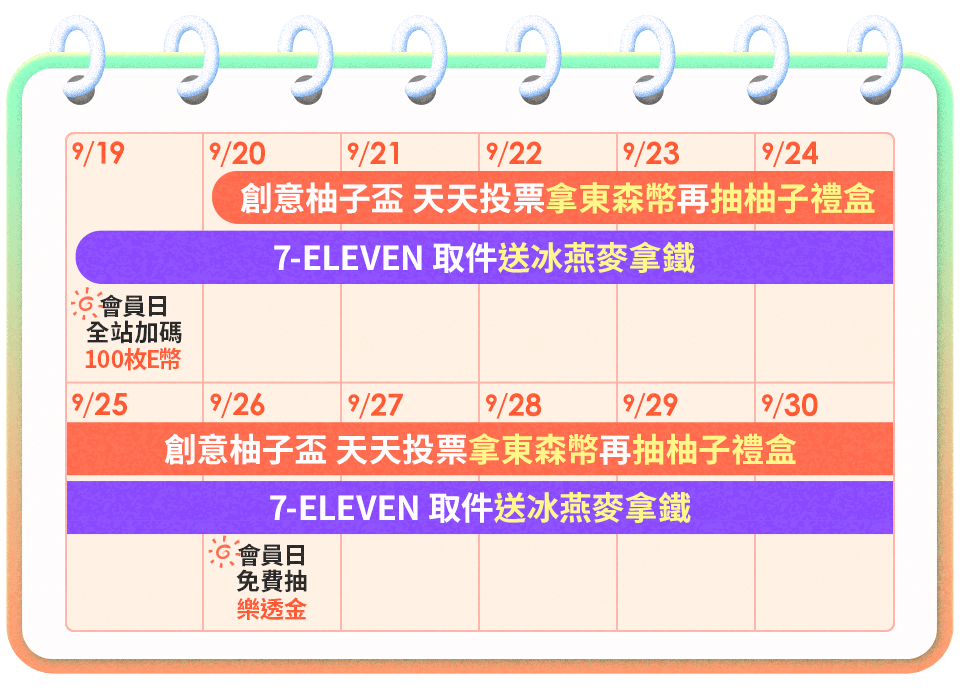 9/19 9/20 9/21 9/22 9/23 9/24
創意柚子盃 天天投票拿東森幣再抽柚子禮盒
7-ELEVEN 取件送冰燕麥拿鐵
會員日
全站加碼
100枚E幣
9/25 9/26 9/27 9/28 9/29 9/30
創意柚子盃 天天投票拿東森幣再抽柚子禮盒
7-ELEVEN 取件送冰燕麥拿鐵
會員日
免費抽
樂透金